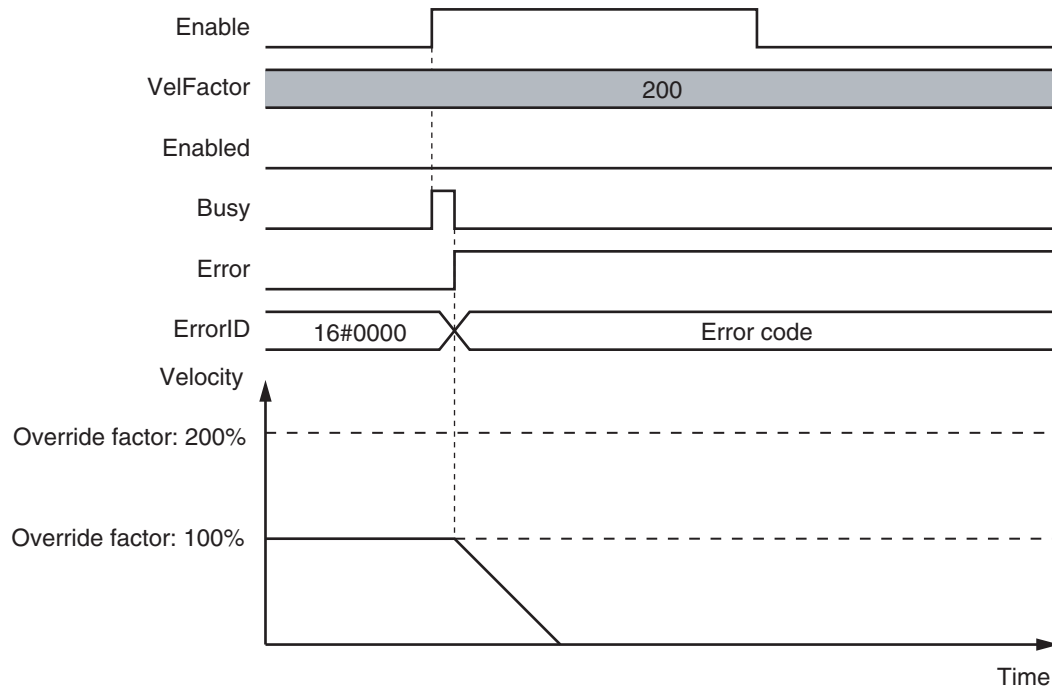 Enable
VelFactor
200
Enabled
Busy
Error
ErrorID
16#0000
Error code
Velocity
Override factor: 200%
Override factor: 100%
Time